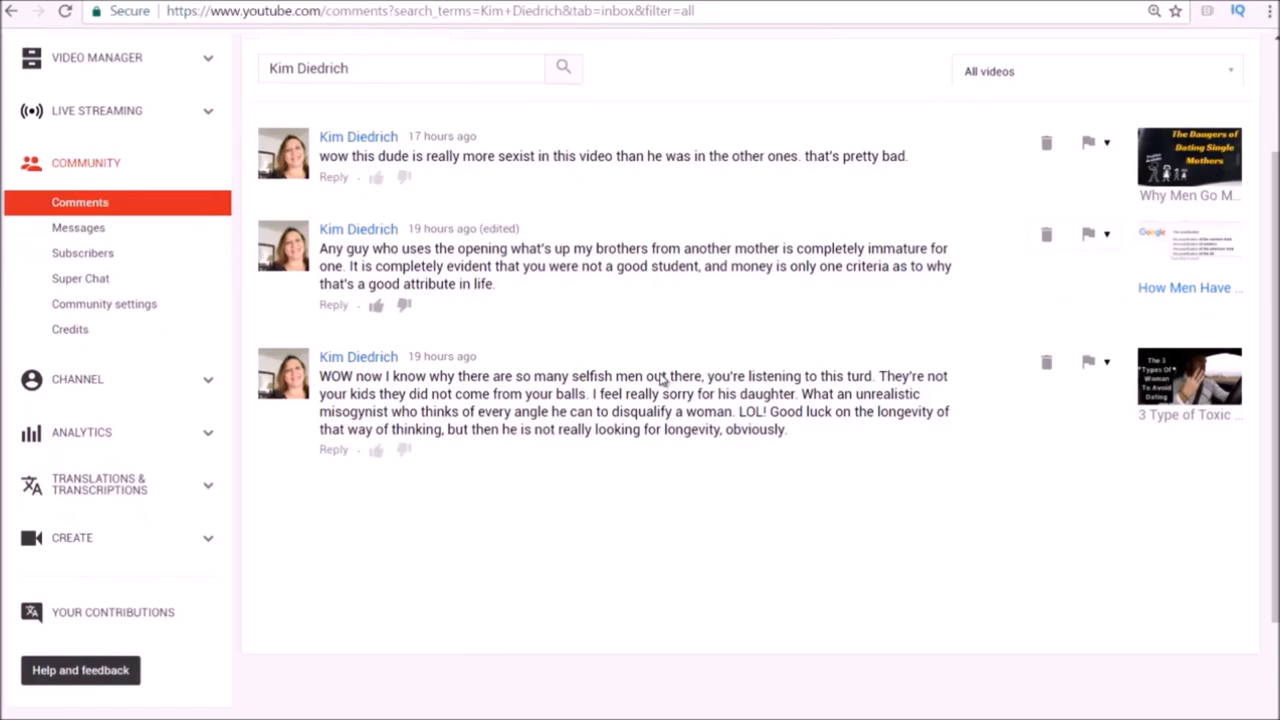 Secure https://www.youtube.com/comments?search_terms=Kim+Diedrich&tab=inbox&filter=all
IQ
VIDEO MANAGER
LIVE STREAMING
COMMUNITY
Comments
Messages
Subscribers
Super Chat
Community settings
Credits
CHANNEL
ANALYTICS
TRANSLATIONS &
TRANSCRIPTIONS
CREATE
YOUR CONTRIBUTIONS
Help and feedback
Kim Diedrich
All videos
Kim Diedrich 17 hours ago
wow this dude is really more sexist in this video than he was in the other ones. that's pretty bad.
Reply
The Dangers of
Dating Single
Mothers
Why Men Go M...
Kim Diedrich 19 hours ago (edited)
Any guy who uses the comment what's up my brothers from another mother is completely immature for
one. It is completely evident that you were not a good student, and money is only one criteria as to why
that's a good attribute in life.
Reply
Google
How Men Have ...
Kim Diedrich 19 hours ago
WOW now I know why there are so many selfish men out there, you're listening to this turd. They're not
your kids they did not come from your balls. I feel really sorry for his daughter. What an unrealistic
misogynist who thinks of every angle he can to disqualify a woman. LOL! Good luck on the longevity of
that way of thinking, but then he is not really looking for longevity, obviously.
Reply
The 3
Types Of
Woman
To Avoid
Dating
3 Type of Toxic ...